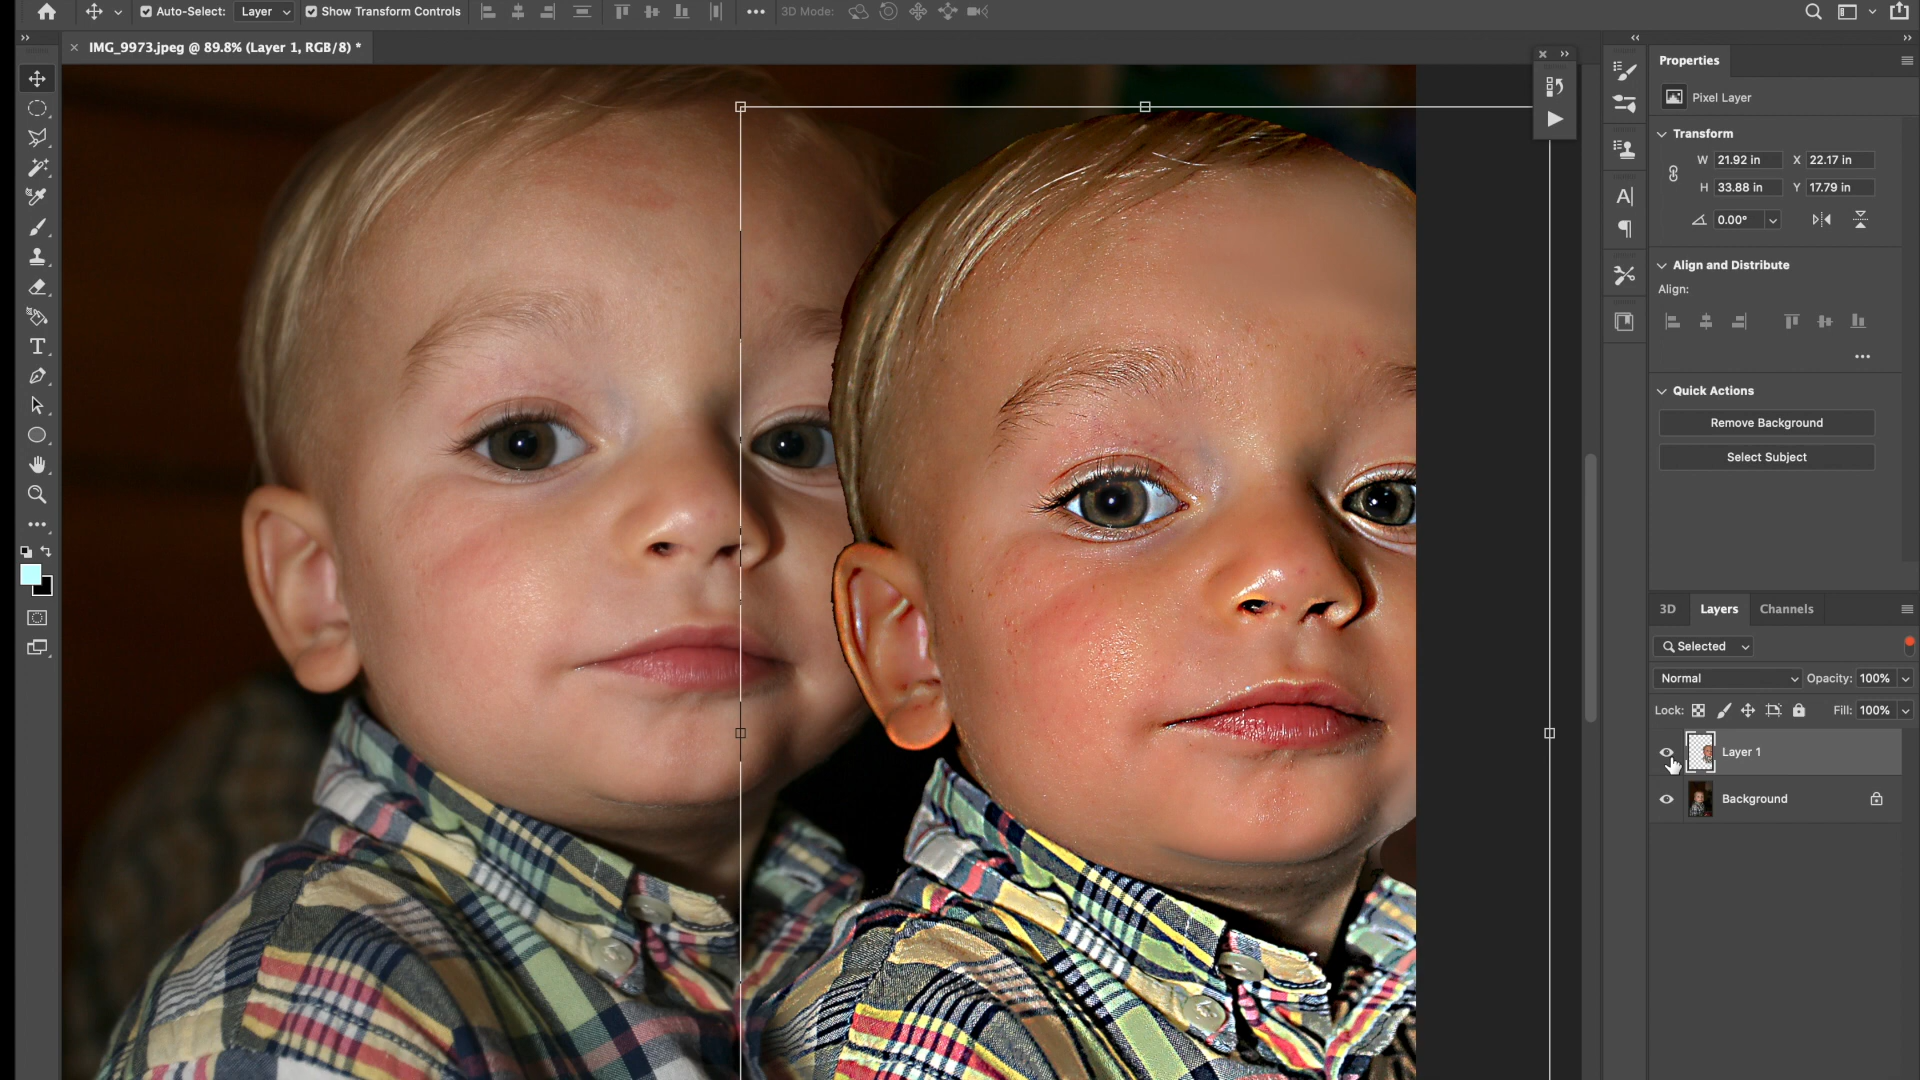 Auto-Select: Layer Show Transform Controls 3D Mode:
IMG_9973.jpeg @ 89.8% (Layer 1, RGB/8) *
Properties
Pixel Layer
Transform
W 21.92 in X 22.17 in
H 33.88 in Y 17.79 in
0.00°
Align and Distribute
Align:
Quick Actions
Remove Background
Select Subject
3D Layers Channels
Selected
Normal Opacity: 100%
Lock: Fill: 100%
Layer 1
Background